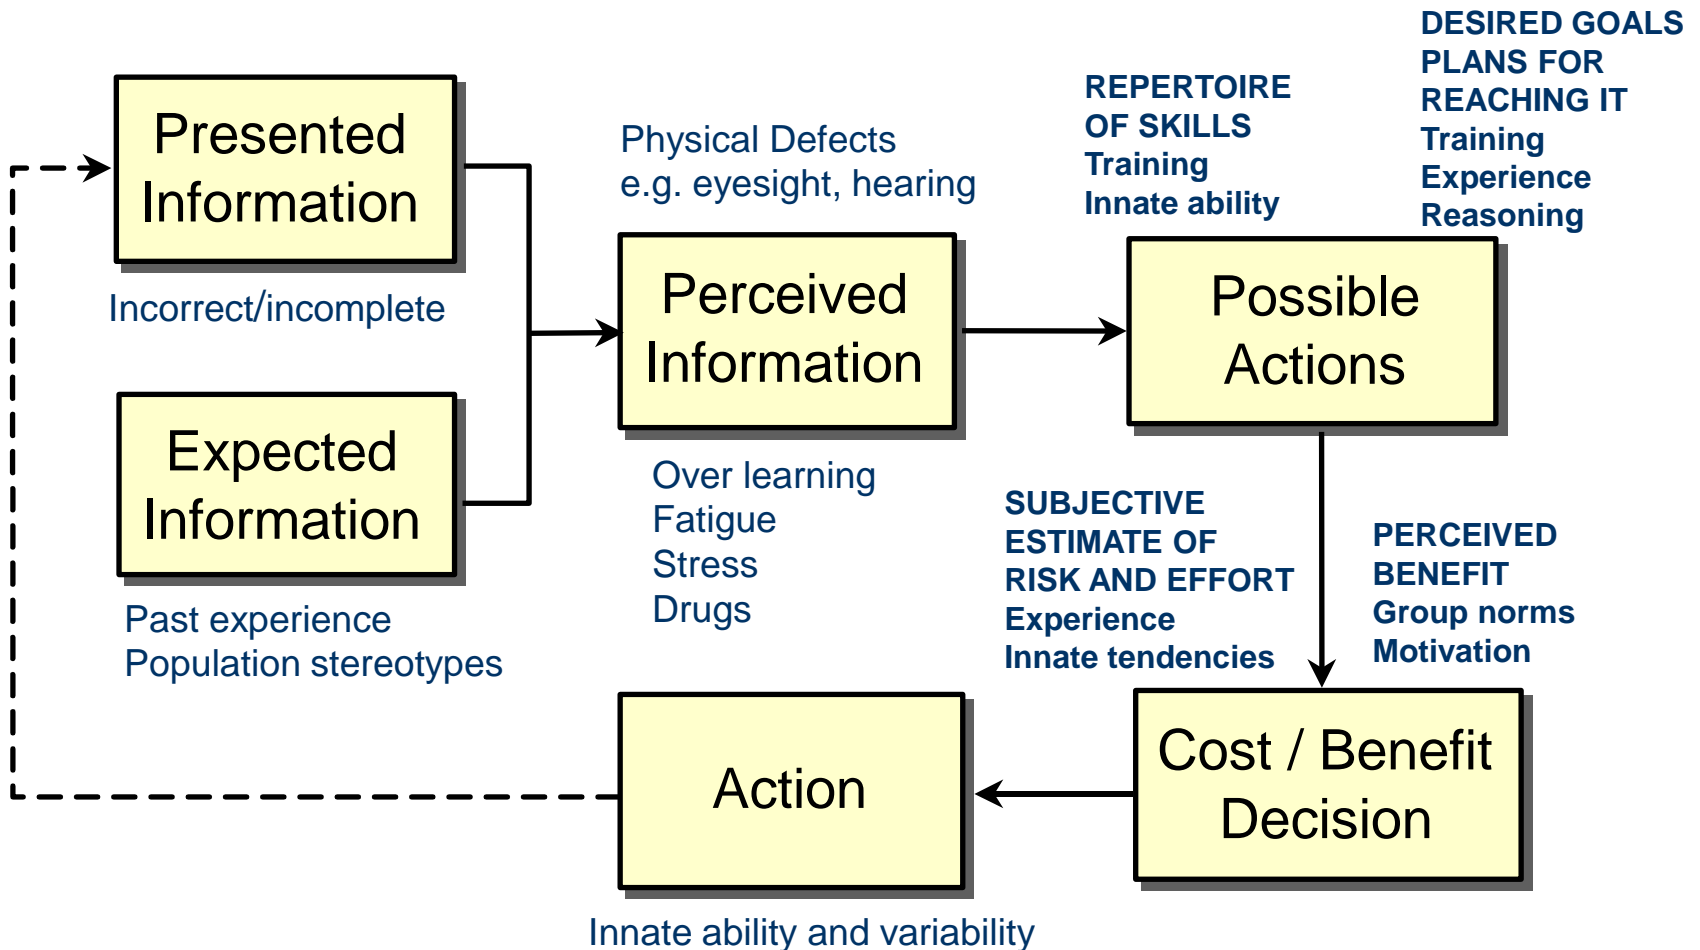 Presented
Information
Incorrect/incomplete
Expected
Information
Past experience
Population stereotypes
Physical Defects
e.g. eyesight, hearing
Perceived
Information
Over learning
Fatigue
Stress
Drugs
REPERTOIRE
OF SKILLS
Training
Innate ability
DESIRED GOALS
PLANS FOR
REACHING IT
Training
Experience
Reasoning
Possible
Actions
SUBJECTIVE
ESTIMATE OF
RISK AND EFFORT
Experience
Innate tendencies
PERCEIVED
BENEFIT
Group norms
Motivation
Cost / Benefit
Decision
Action
Innate ability and variability